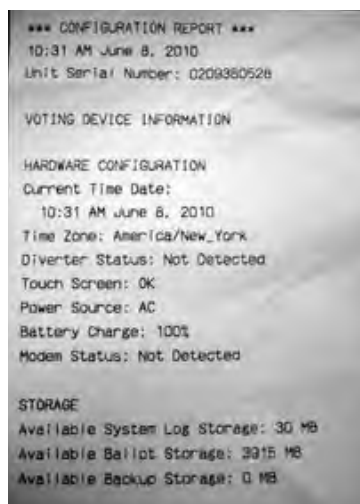 *** CONFIGURATION REPORT ***
10:31 AM June 8, 2010
Unit Serial Number: 0209380528
VOTING DEVICE INFORMATION
HARDWARE CONFIGURATION
Current Time Date:
10:31 AM June 8, 2010
Time Zone: America/New_York
Diverter Status: Not Detected
Touch Screen: OK
Power Source: AC
Battery Charge: 100%
Modem Status: Not Detected
STORAGE
Available System Log Storage: 30 MB
Available Ballot Storage: 3915 MB
Available Backup Storage: 0 MB